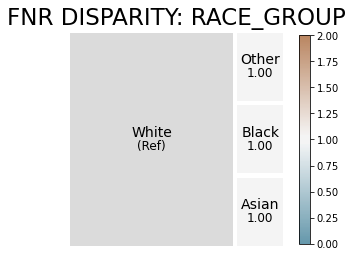 FNR DISPARITY: RACE_GROUP
White
(Ref)
Other
1.00
Black
1.00
Asian
1.00
2.00
1.75
1.50
1.25
1.00
0.75
0.50
0.25
0.00